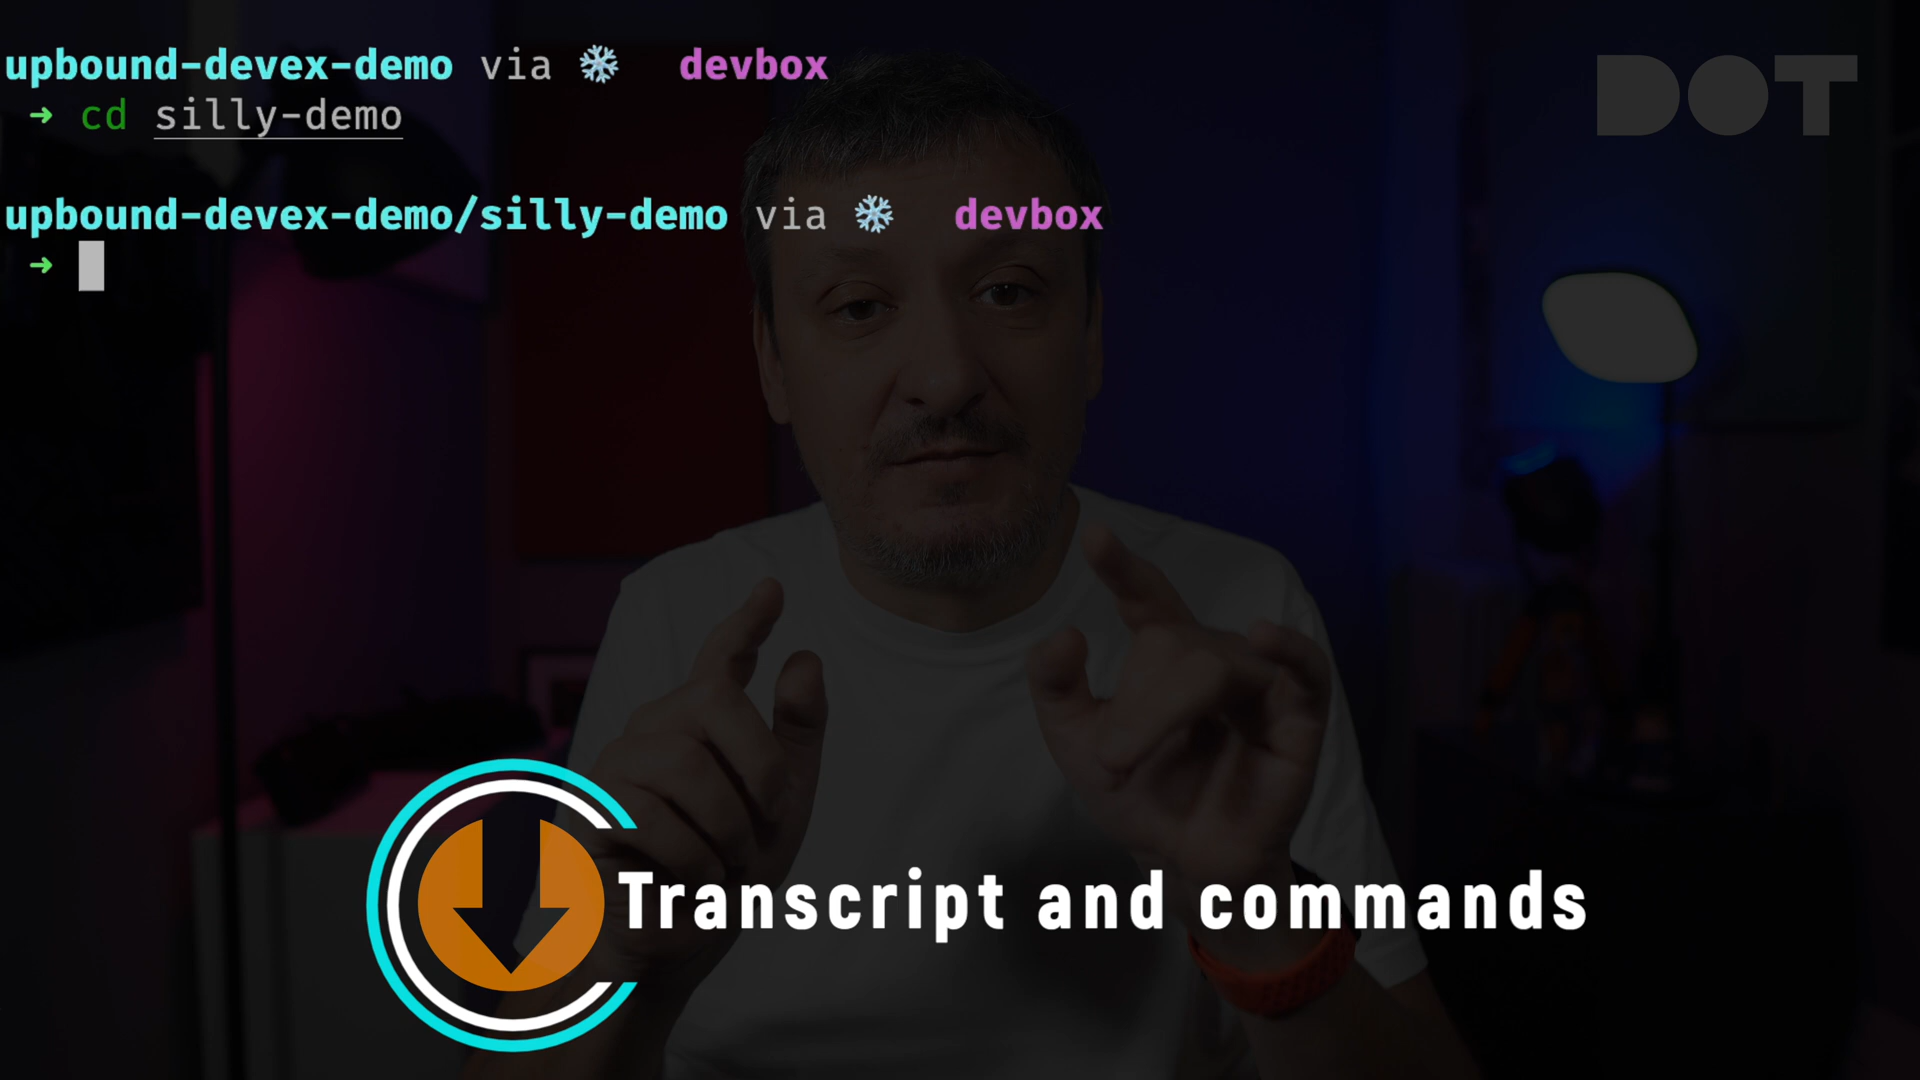 upbound-devex-demo via ❄️ devbox
➜ cd silly-demo
upbound-devex-demo/silly-demo via ❄️ devbox
➜
DOT
Transcript and commands